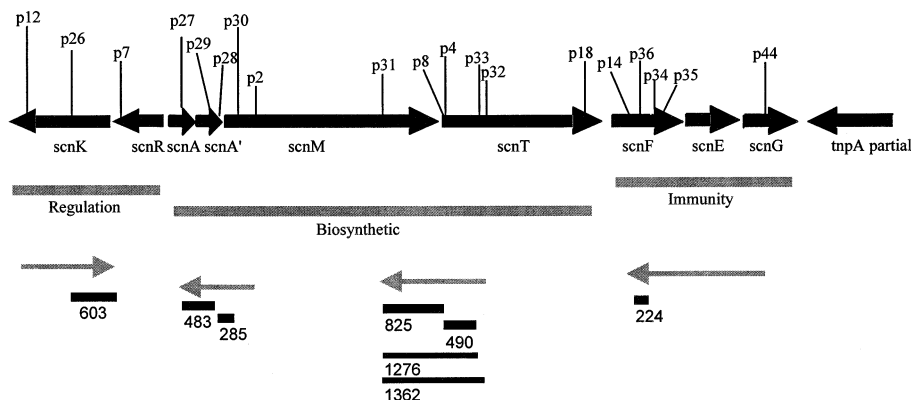 p12 p26 p7 p27 p29 p28 p30 p2 p31 p8 p4 p33 p32 p18 p14 p36 p34 p35 p44
scnK scnR scnA scnA' scnM scnT scnF scnE scnG tnpA partial
Regulation Biosynthetic Immunity
603 483 285 825 490 224
1276
1362